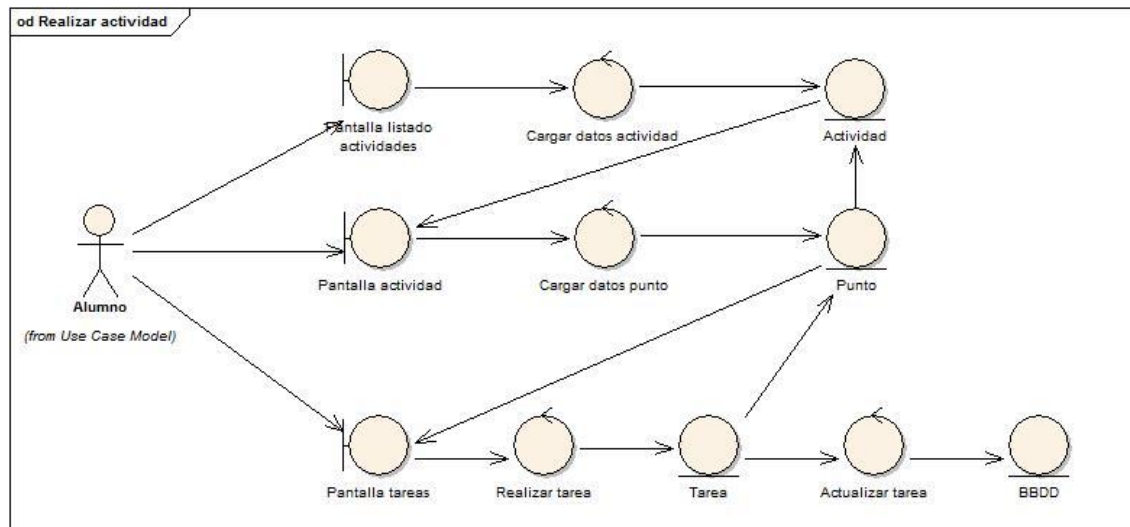 od Realizar actividad
Pantalla listado
actividades
Cargar datos actividad
Actividad
Alumno
(from Use Case Model)
Pantalla actividad
Cargar datos punto
Punto
Pantalla tareas
Realizar tarea
Tarea
Actualizar tarea
BBDD